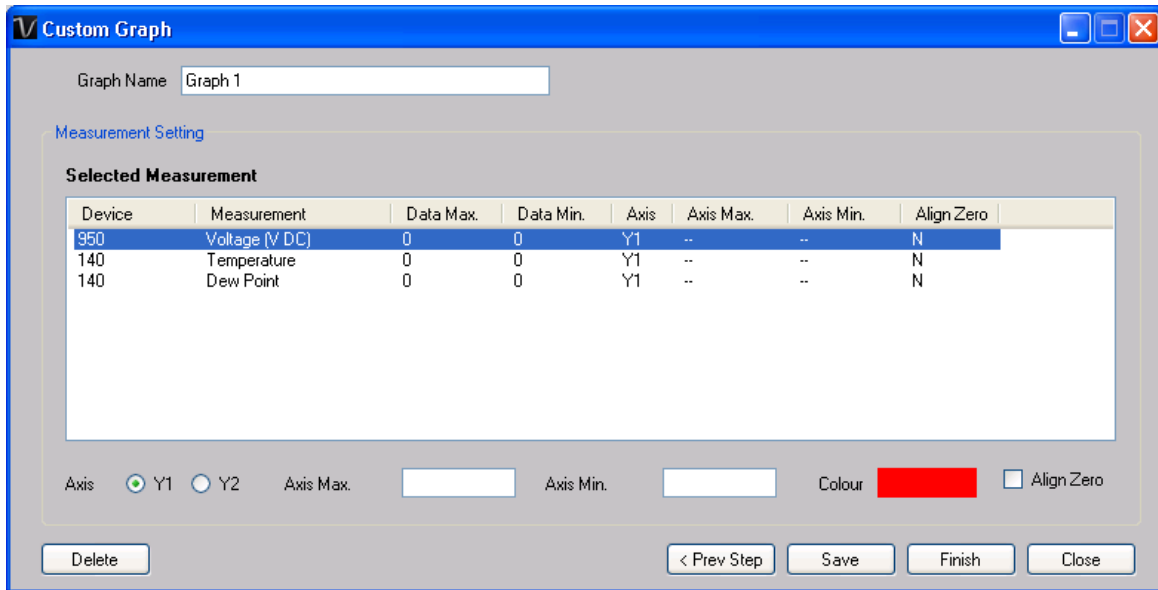 Custom Graph
Graph Name Graph 1
Measurement Setting
Selected Measurement
Device Measurement Data Max. Data Min. Axis Axis Max. Axis Min. Align Zero
950 Voltage (V DC) 0 0 Y1 -- -- N
140 Temperature 0 0 Y1 -- -- N
140 Dew Point 0 0 Y1 -- -- N
Axis Y1 Y2 Axis Max. Axis Min. Colour Align Zero
Delete < Prev Step Save Finish Close